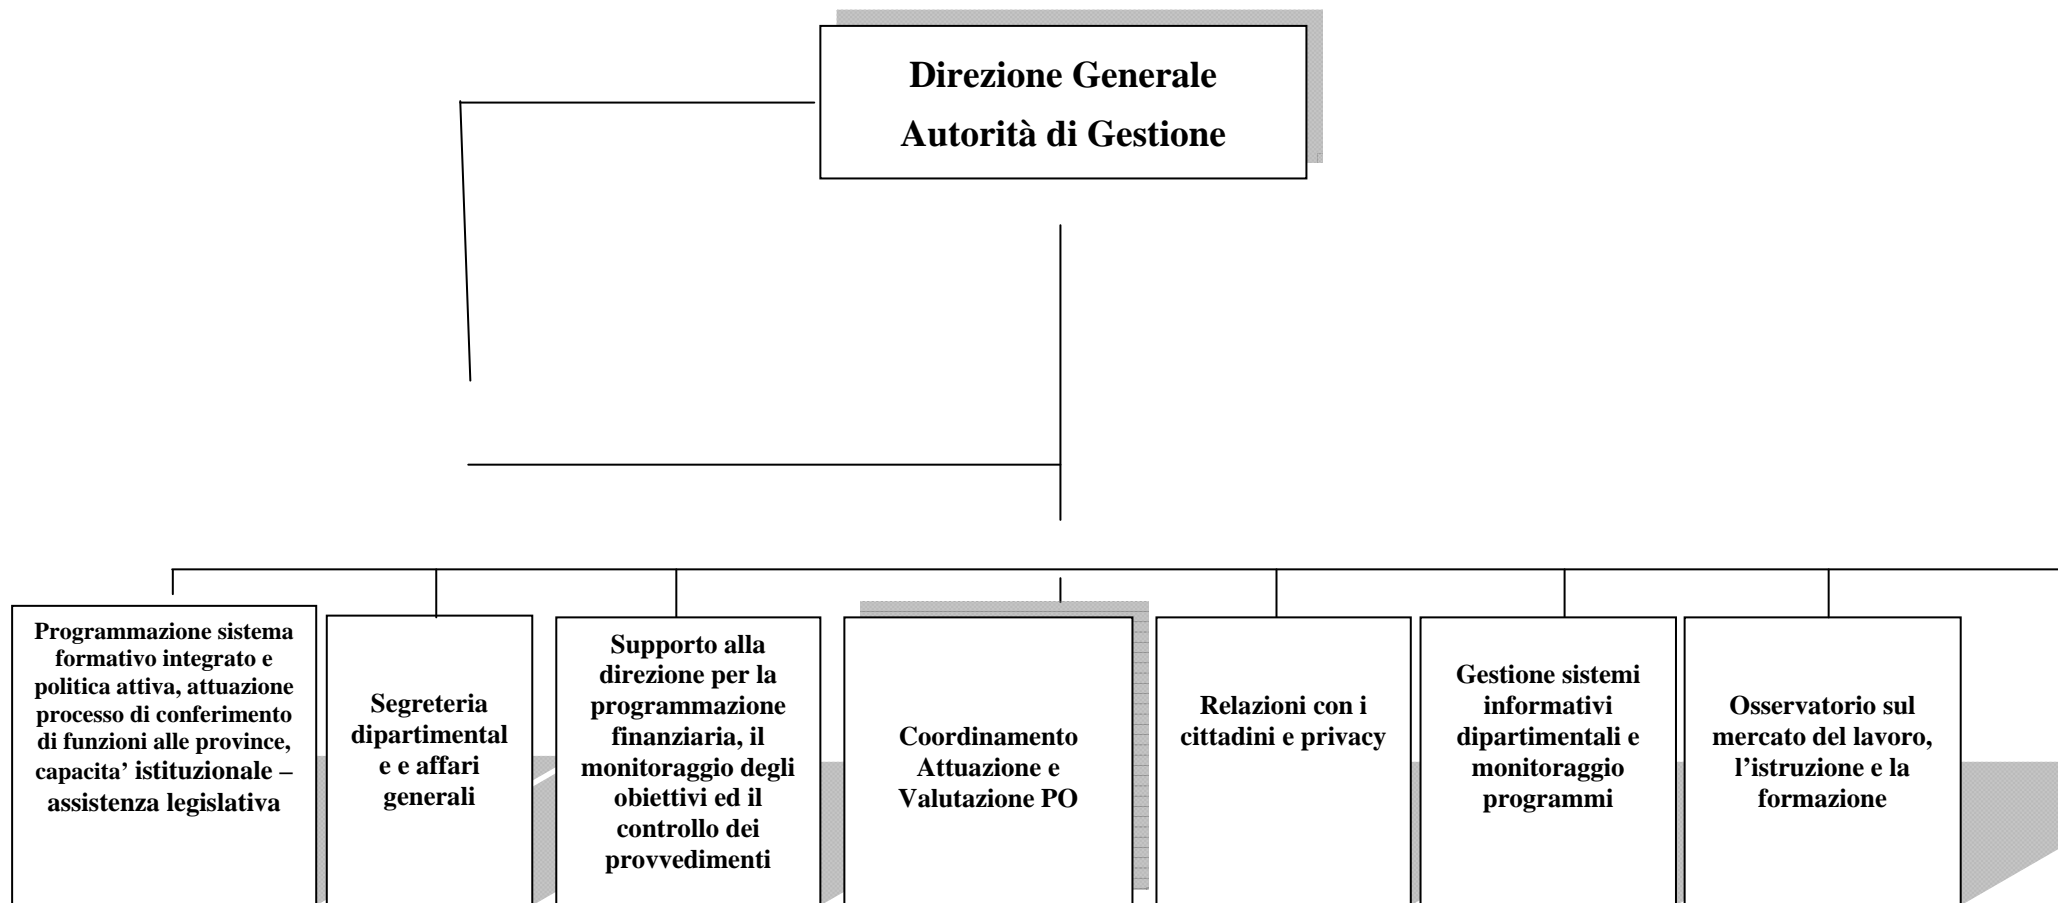 Direzione Generale
Autorità di Gestione
Programmazione sistema
formativo integrato e
politica attiva, attuazione
processo di conferimento
di funzioni alle province,
capacita’ istituzionale –
assistenza legislativa
Segreteria
dipartimental
e e affari
generali
Supporto alla
direzione per la
programmazione
finanziaria, il
monitoraggio degli
obiettivi ed il
controllo dei
provvedimenti
Coordinamento
Attuazione e
Valutazione PO
Relazioni con i
cittadini e privacy
Gestione sistemi
informativi
dipartimentali e
monitoraggio
programmi
Osservatorio sul
mercato del lavoro,
l’istruzione e la
formazione